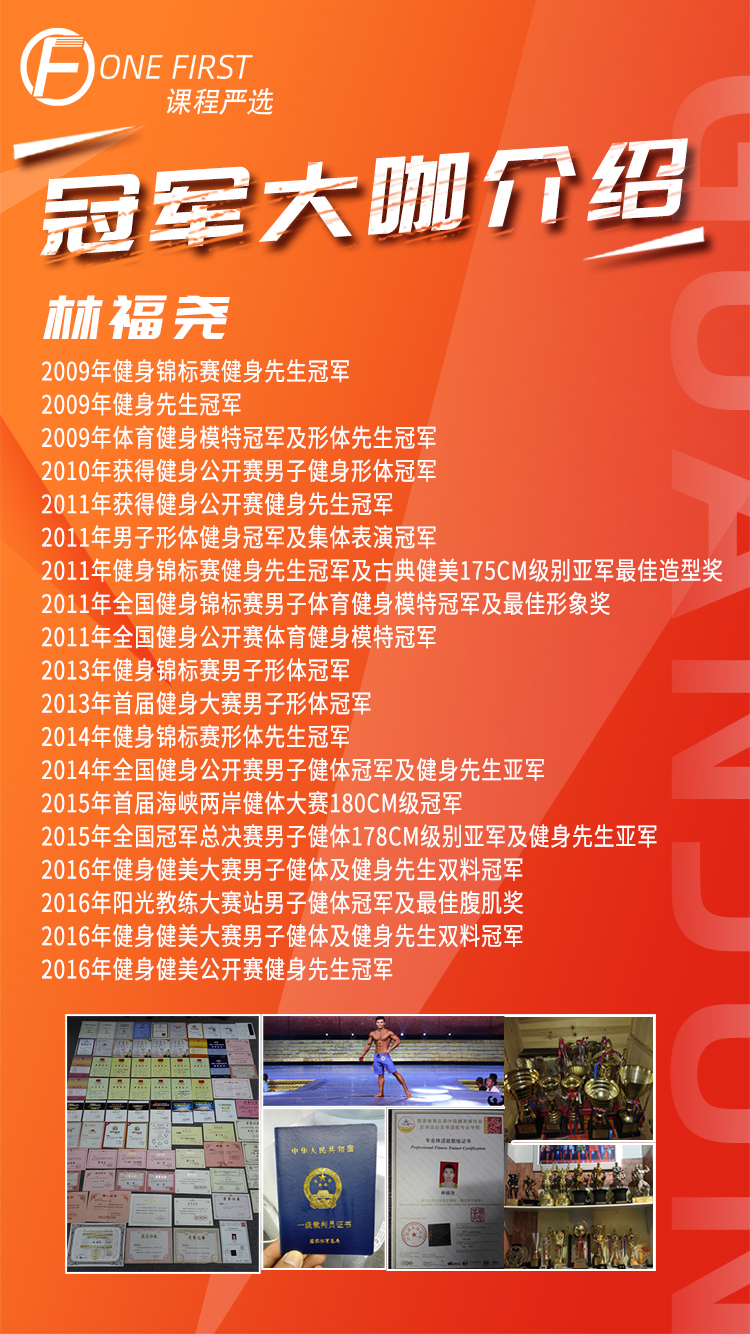 F ONE FIRST
课程严选
冠军大咖介绍
林福尧
2009年健身锦标赛健身先生冠军
2009年健身先生冠军
2009年体育健身模特冠军及形体先生冠军
2010年获得健身公开赛男子健身形体冠军
2011年获得健身公开赛健身先生冠军
2011年男子形体健身冠军及集体表演冠军
2011年健身锦标赛健身先生冠军及古典健美175CM级别亚军最佳造型奖
2011年全国健身锦标赛男子体育健身模特冠军及最佳形象奖
2011年全国健身公开赛体育健身模特冠军
2013年健身锦标赛男子形体冠军
2013年首届健身大赛男子形体冠军
2014年健身锦标赛形体先生冠军
2014年全国健身公开赛男子健体冠军及健身先生亚军
2015年首届海峡两岸健体大赛180CM级冠军
2015年全国冠军总决赛男子健体178CM级别亚军及健身先生亚军
2016年健身健美大赛男子健体及健身先生双料冠军
2016年阳光教练大赛站男子健体冠军及最佳腹肌奖
2016年健身健美大赛男子健体及健身先生双料冠军
2016年健身健美公开赛健身先生冠军
GUANJUN
中华人民共和国
一级裁判员证书
国家体育总局
专业体适能教练证书
Professional Fitness Trainer Certification
林福尧